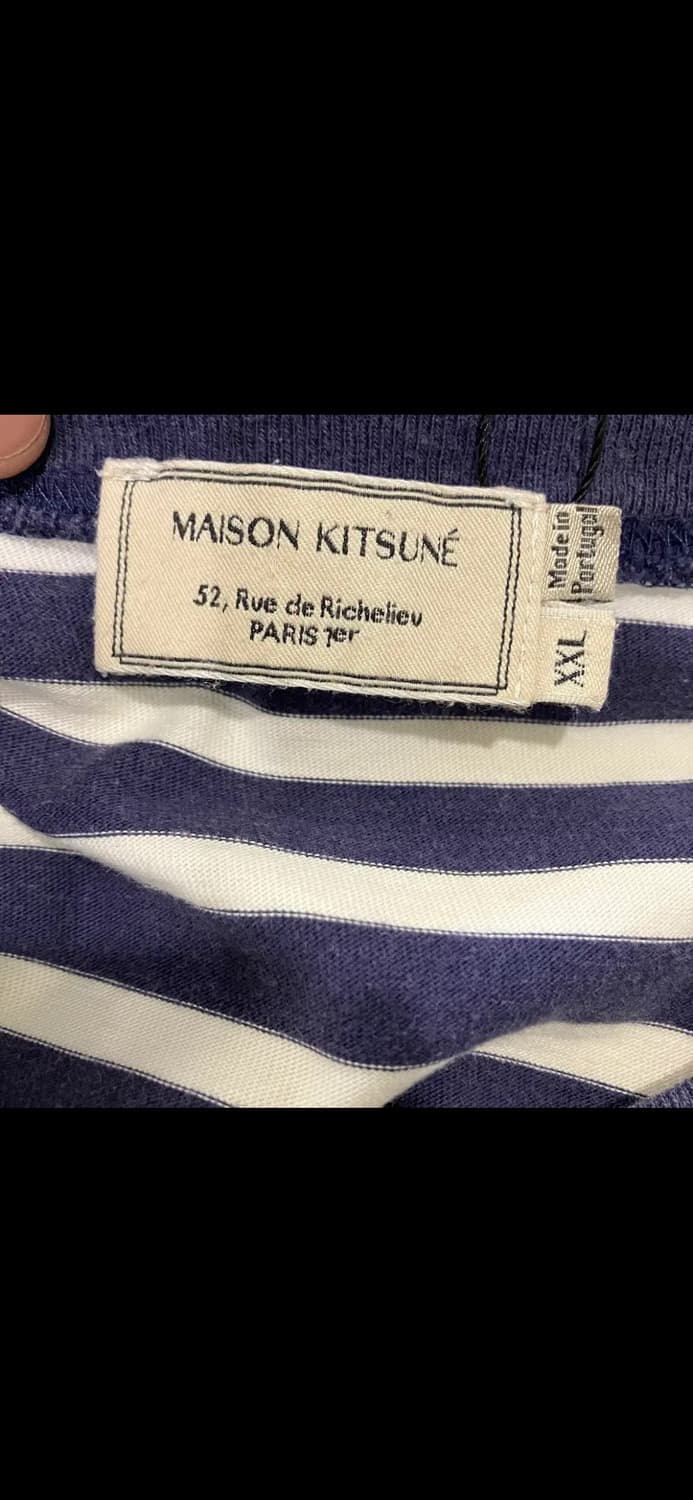 MAISON KITSUNÉ
52, Rue de Richelieu
PARIS 1er
Made in
Portugal
XXL